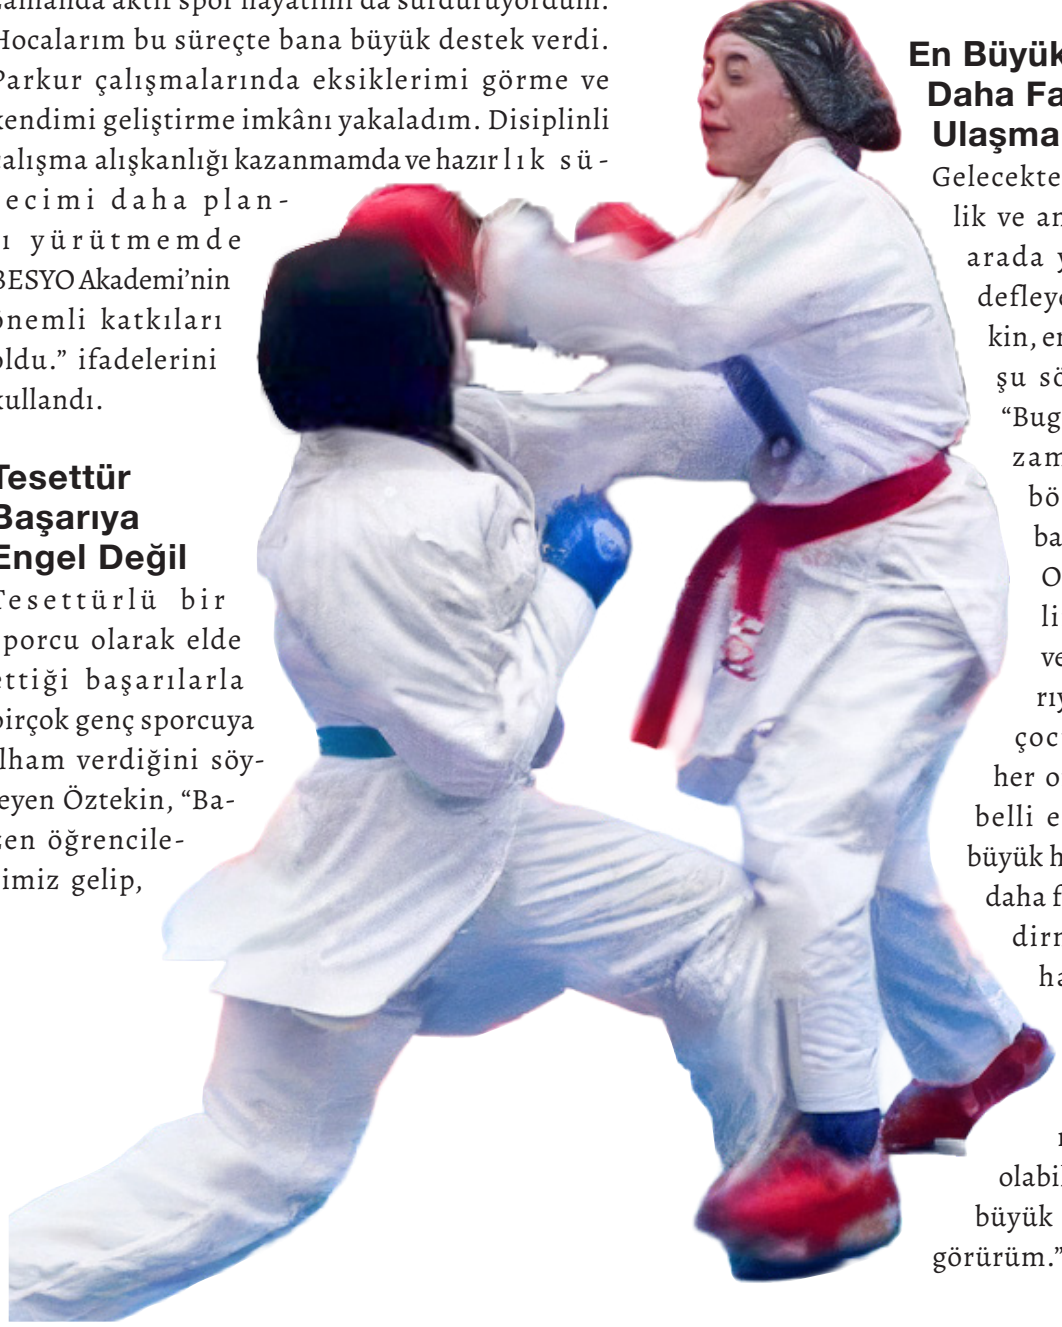 zamanda aktif spor hayatımı da sürdürüyordum.
Hocalarım bu süreçte bana büyük destek verdi.
Parkur çalışmalarında eksiklerimi görme ve
kendimi geliştirme imkânı yakaladım. Disiplinli
çalışma alışkanlığı kazanmamda ve hazırlık sü-
ecimi daha plan-
ı yürütmemde
BESYO Akademi’nin
önemli katkıları
oldu.” ifadelerini
kullandı.
Tesettür
Başarıya
Engel Değil
Tesettürlü bir
sporcu olarak elde
ettiği başarılarla
birçok genç sporcuya
ilham verdiğini söy-
leyen Öztekin, “Ba-
zen öğrencile-
imiz gelip,
En Büyük
Daha Fa
Ulaşma
Gelecekte
lik ve an
arada y
defleye
kin, en
şu sö
“Bug
zam
bö
ba
O
li
ve
rıy
çoc
her o
belli e
büyük h
daha f
dirm
ha
olabil
büyük
görürüm.”